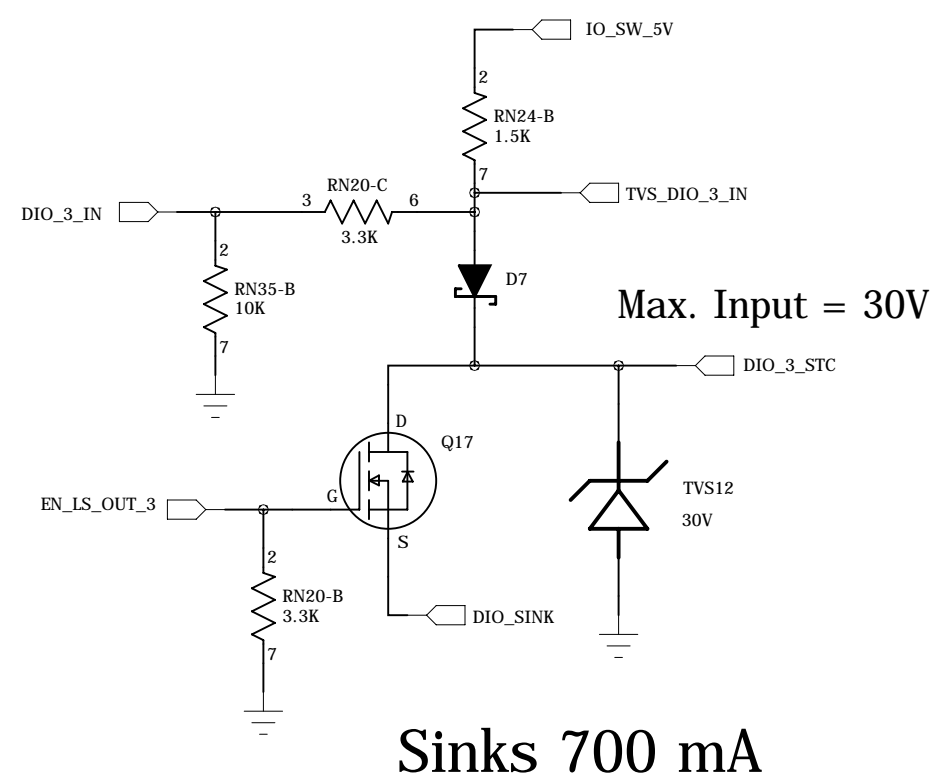 IO_SW_5V
2
RN24-B
1.5K
7
TVS_DIO_3_IN
RN20-C
3 6
3.3K
DIO_3_IN
2
RN35-B
10K
7
D7
Max. Input = 30V
DIO_3_STC
D
Q17
G
S
EN_LS_OUT_3
TVS12
30V
2
RN20-B
3.3K
7
DIO_SINK
Sinks 700 mA